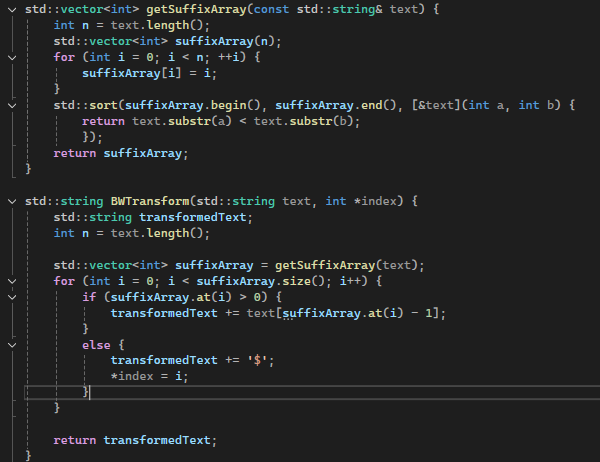 std::vector<int> getSuffixArray(const std::string& text) {
    int n = text.length();
    std::vector<int> suffixArray(n);
    for (int i = 0; i < n; ++i) {
        suffixArray[i] = i;
    }
    std::sort(suffixArray.begin(), suffixArray.end(), [&text](int a, int b) {
        return text.substr(a) < text.substr(b);
        });
    return suffixArray;
}

std::string BWTransform(std::string text, int *index) {
    std::string transformedText;
    int n = text.length();

    std::vector<int> suffixArray = getSuffixArray(text);
    for (int i = 0; i < suffixArray.size(); i++) {
        if (suffixArray.at(i) > 0) {
            transformedText += text[suffixArray.at(i) - 1];
        }
        else {
            transformedText += '$';
            *index = i;
        }
    }

    return transformedText;
}